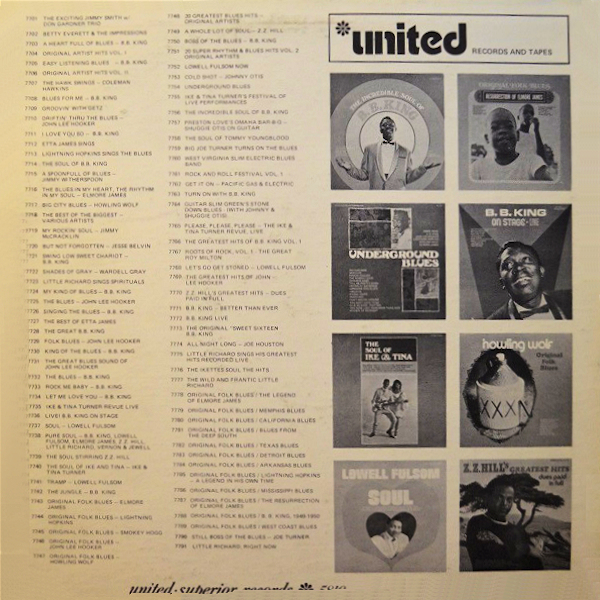 7701 THE EXCITING JIMMY SMITH w/
DON GARDNER TRIO
7702 BETTY EVERETT & THE IMPRESSIONS
7703 A HEART FULL OF BLUES – B.B. KING
7704 ORIGINAL ARTIST HITS VOL. I
7705 EASY LISTENING BLUES – B.B. KING
7706 ORIGINAL ARTIST HITS VOL. II
7707 THE HAWK SWINGS – COLEMAN
HAWKINS
7708 BLUES FOR ME – B.B. KING
7709 GROOVIN' WITH GETZ
7710 DRIFTIN' THRU THE BLUES –
JOHN LEE HOOKER
7711 I LOVE YOU SO – B.B. KING
7712 ETTA JAMES SINGS
7713 LIGHTNING HOPKINS SINGS THE BLUES
7714 THE SOUL OF B.B. KING
7715 A SPOONFULL OF BLUES –
JIMMY WITHERSPOON
7716 THE BLUES IN MY HEART, THE RHYTHM
IN MY SOUL – ELMORE JAMES
7717 BIG CITY BLUES – HOWLING WOLF
7718 THE BEST OF THE BIGGEST –
VARIOUS ARTISTS
7719 MY ROCKIN' SOUL – JIMMY
McCRACKLIN
7720 BUT NOT FORGOTTEN – JESSE BELVIN
7721 SWING LOW SWEET CHARIOT –
B.B. KING
7722 SHADES OF GRAY – WARDELL GRAY
7723 LITTLE RICHARD SINGS SPIRITUALS
7724 MY KIND OF BLUES – B.B. KING
7725 THE BLUES – JOHN LEE HOOKER
7726 SINGING THE BLUES – B.B. KING
7727 THE BEST OF ETTA JAMES
7728 THE GREAT B.B. KING
7729 FOLK BLUES – JOHN LEE HOOKER
7730 KING OF THE BLUES – B.B. KING
7731 THE GREAT BLUES SOUND OF
JOHN LEE HOOKER
7732 THE BLUES – B.B. KING
7733 ROCK ME BABY – B.B. KING
7734 LET ME LOVE YOU – B.B. KING
7735 IKE & TINA TURNER REVUE LIVE
7736 LIVE! B.B. KING ON STAGE
7737 SOUL – LOWELL FULSOM
7738 PURE SOUL – B.B. KING, LOWELL
FULSOM, ELMORE JAMES, Z.Z. HILL,
LITTLE RICHARD, VERNON & JEWELL
7739 THE SOUL STIRRING Z.Z. HILL
7740 THE SOUL OF IKE AND TINA – IKE &
TINA TURNER
7741 TRAMP – LOWELL FULSOM
7742 THE JUNGLE – B.B. KING
7743 ORIGINAL FOLK BLUES – ELMORE
JAMES
7744 ORIGINAL FOLK BLUES – LIGHTNING
HOPKINS
7745 ORIGINAL FOLK BLUES – SMOKEY HOGG
7746 ORIGINAL FOLK BLUES –
JOHN LEE HOOKER
7747 ORIGINAL FOLK BLUES –
HOWLING WOLF
7748 20 GREATEST BLUES HITS –
ORIGINAL ARTISTS
7749 A WHOLE LOT OF SOUL – Z.Z. HILL
7750 BOSS OF THE BLUES – B.B. KING
7751 20 SUPER RHYTHM & BLUES HITS VOL. 2
ORIGINAL ARTISTS
7752 LOWELL FULSOM NOW
7753 COLD SHOT – JOHNNY OTIS
7754 UNDERGROUND BLUES
7755 IKE & TINA TURNER'S FESTIVAL OF
LIVE PERFORMANCES
7756 THE INCREDIBLE SOUL OF B.B. KING
7757 PRESTON LOVE'S OMAHA BAR-B-Q –
SHUGGIE OTIS ON GUITAR
7758 THE SOUL OF TOMMY YOUNGBLOOD
7759 BIG JOE TURNER TURNS ON THE BLUES
7760 WEST VIRGINIA SLIM ELECTRIC BLUES
BAND
7761 ROCK AND ROLL FESTIVAL VOL. 1
7762 GET IT ON – PACIFIC GAS & ELECTRIC
7763 TURN ON WITH B.B. KING
7764 GUITAR SLIM GREEN'S STONE
DOWN BLUES – (WITH JOHNNY &
SHUGGIE OTIS)
7765 PLEASE, PLEASE, PLEASE – THE IKE &
TINA TURNER REVUE, LIVE
7766 THE GREATEST HITS OF B.B. KING VOL. 1
7767 ROOTS OF ROCK, VOL. 1 – THE GREAT
ROY MILTON
7768 LET'S GO GET STONED – LOWELL FULSOM
7769 THE GREATEST HITS OF JOHN
LEE HOOKER
7770 Z.Z. HILL'S GREATEST HITS – DUES
PAID IN FULL
7771 B.B. KING – BETTER THAN EVER
7772 B.B. KING LIVE
7773 THE ORIGINAL "SWEET SIXTEEN"
B.B. KING
7774 ALL NIGHT LONG – JOE HOUSTON
7775 LITTLE RICHARD SINGS HIS GREATEST
HITS RECORDED LIVE
7776 THE IKETTES SOUL THE HITS
7777 THE WILD AND FRANTIC LITTLE
RICHARD
7778 ORIGINAL FOLK BLUES / THE LEGEND
OF ELMORE JAMES
7779 ORIGINAL FOLK BLUES / MEMPHIS BLUES
7780 ORIGINAL FOLK BLUES / CALIFORNIA BLUES
7781 ORIGINAL FOLK BLUES / BLUES FROM
THE DEEP SOUTH
7782 ORIGINAL FOLK BLUES / TEXAS BLUES
7783 ORIGINAL FOLK BLUES / DETROIT BLUES
7784 ORIGINAL FOLK BLUES / ARKANSAS BLUES
7785 ORIGINAL FOLK BLUES / LIGHTNING HOPKINS
– A LEGEND IN HIS OWN TIME
7786 ORIGINAL FOLK BLUES / MISSISSIPPI BLUES
7787 ORIGINAL FOLK BLUES / THE RESURRECTION
OF ELMORE JAMES
7788 ORIGINAL FOLK BLUES / B. B. KING, 1949-1950
7789 ORIGINAL FOLK BLUES / WEST COAST BLUES
7790 STILL BOSS OF THE BLUES – JOE TURNER
7791 LITTLE RICHARD, RIGHT NOW
*united
RECORDS AND TAPES
THE INCREDIBLE SOUL OF
B.B. KING
ORIGINAL FOLK BLUES
RESURRECTION OF ELMORE JAMES
UNDERGROUND
BLUES
B. B. KING
ON STAGE · LIVE
THE
SOUL OF
IKE & TINA
howling wolf
Original
Folk
Blues
XXXX
LOWELL FULSOM
SOUL
Z.Z. HILL's GREATEST HITS
dues paid
in full
united·superior records